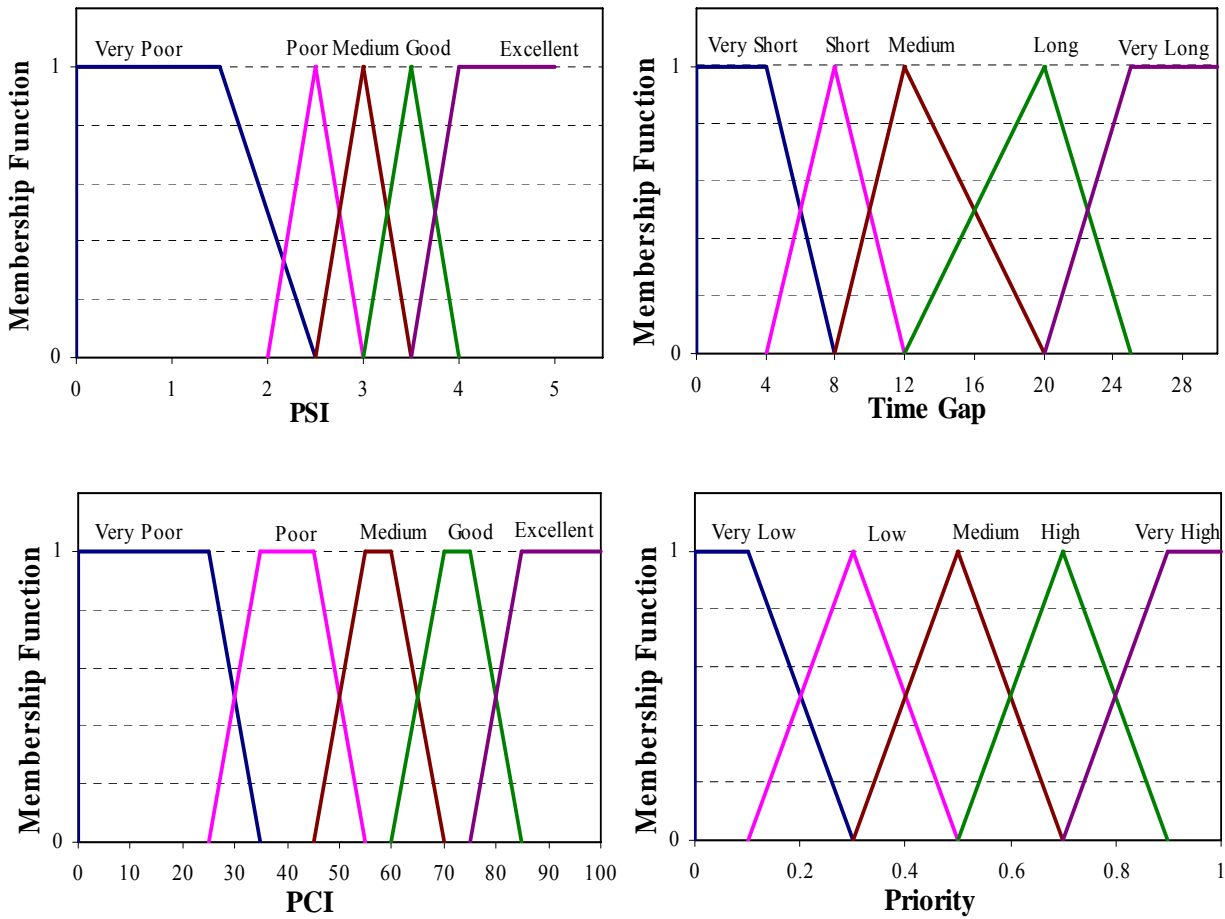 Very Poor Poor Medium Good Excellent
1
0
Membership Function
0 1 2 3 4 5
PSI
Very Short Short Medium Long Very Long
1
0
Membership Function
0 4 8 12 16 20 24 28
Time Gap
Very Poor Poor Medium Good Excellent
1
0
Membership Function
0 10 20 30 40 50 60 70 80 90 100
PCI
Very Low Low Medium High Very High
1
0
Membership Function
0 0.2 0.4 0.6 0.8 1
Priority